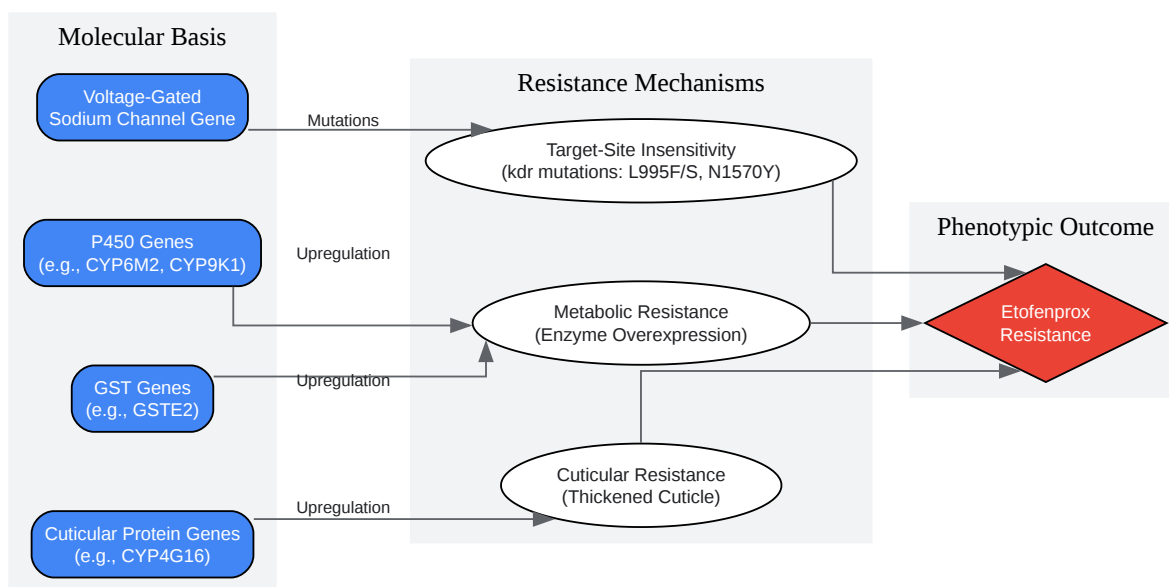 Molecular Basis
Voltage-Gated
Sodium Channel Gene
P450 Genes
(e.g., CYP6M2, CYP9K1)
GST Genes
(e.g., GSTE2)
Cuticular Protein Genes
(e.g., CYP4G16)
Mutations
Upregulation
Upregulation
Upregulation
Resistance Mechanisms
Target-Site Insensitivity
(kdr mutations: L995F/S, N1570Y)
Metabolic Resistance
(Enzyme Overexpression)
Cuticular Resistance
(Thickened Cuticle)
Phenotypic Outcome
Etofenprox
Resistance